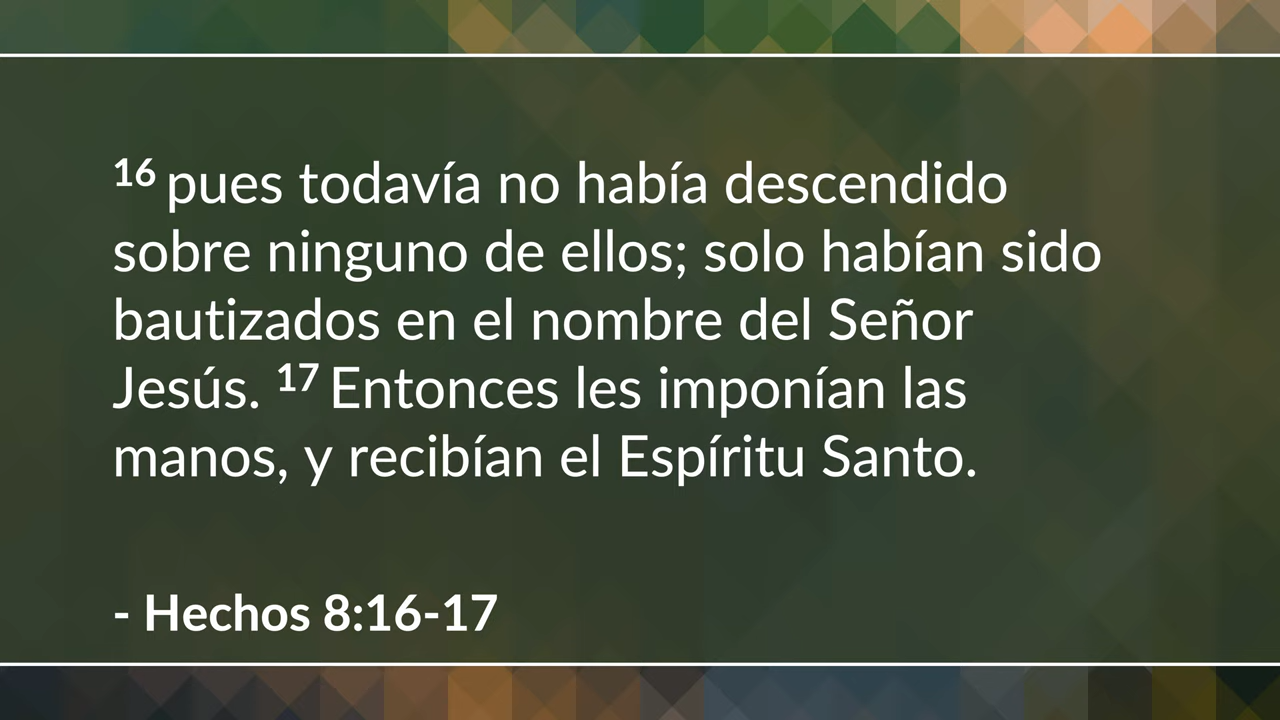 16 pues todavía no había descendido
sobre ninguno de ellos; solo habían sido
bautizados en el nombre del Señor
Jesús. 17 Entonces les imponían las
manos, y recibían el Espíritu Santo.
- Hechos 8:16-17